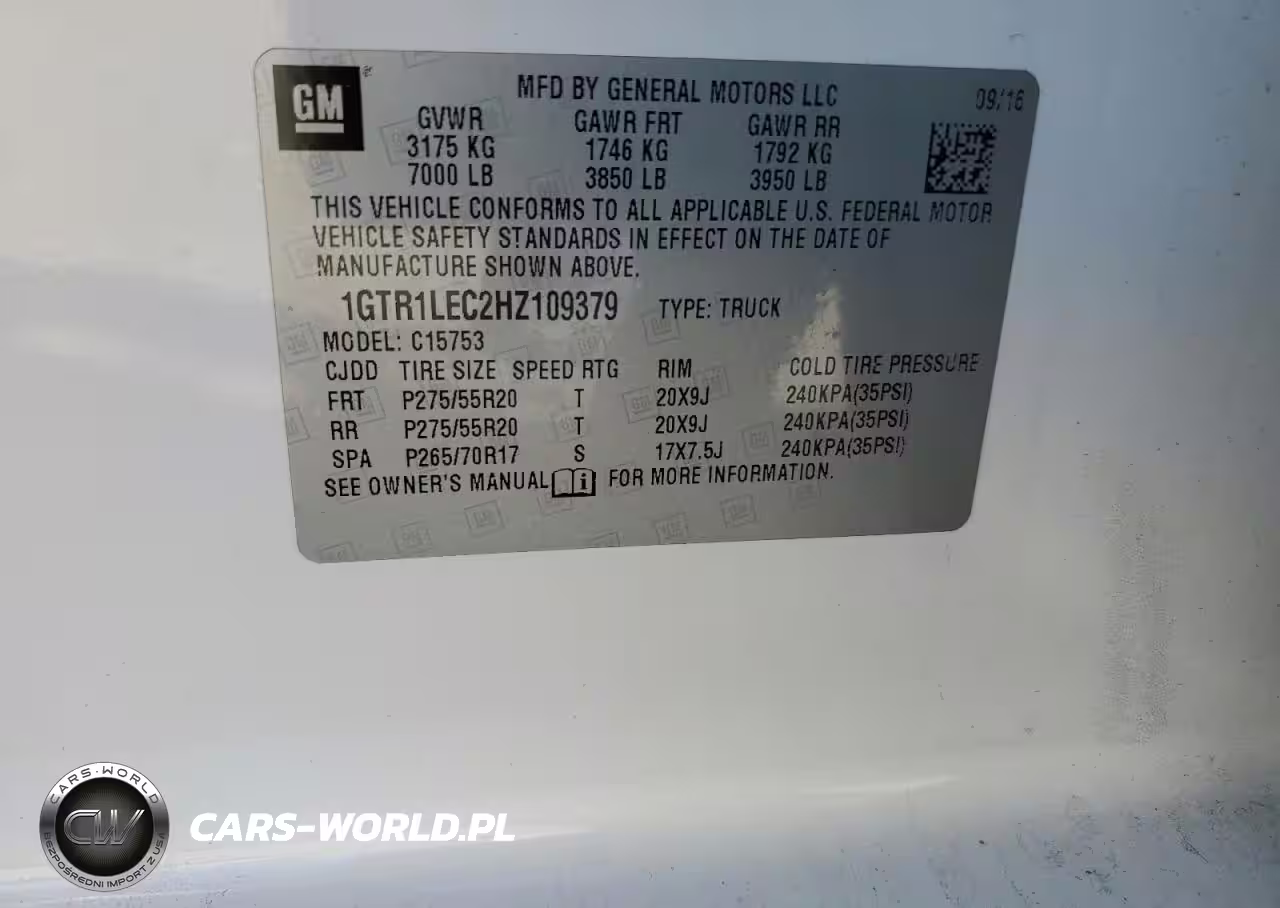 GM
MFD BY GENERAL MOTORS LLC 09/16
GVWR GAWR FRT GAWR RR
3175 KG 1746 KG 1792 KG
7000 LB 3850 LB 3950 LB
THIS VEHICLE CONFORMS TO ALL APPLICABLE U.S. FEDERAL MOTOR
VEHICLE SAFETY STANDARDS IN EFFECT ON THE DATE OF
MANUFACTURE SHOWN ABOVE.
1GTR1LEC2HZ109379 TYPE: TRUCK
MODEL: C15753
CJDD TIRE SIZE SPEED RTG RIM COLD TIRE PRESSURE
FRT P275/55R20 T 20X9J 240KPA(35PSI)
RR P275/55R20 T 20X9J 240KPA(35PSI)
SPA P265/70R17 S 17X7.5J 240KPA(35PSI)
SEE OWNER'S MANUAL i FOR MORE INFORMATION.
CARS-WORLD
CW
BEZPOŚREDNI IMPORT Z USA
CARS-WORLD.PL